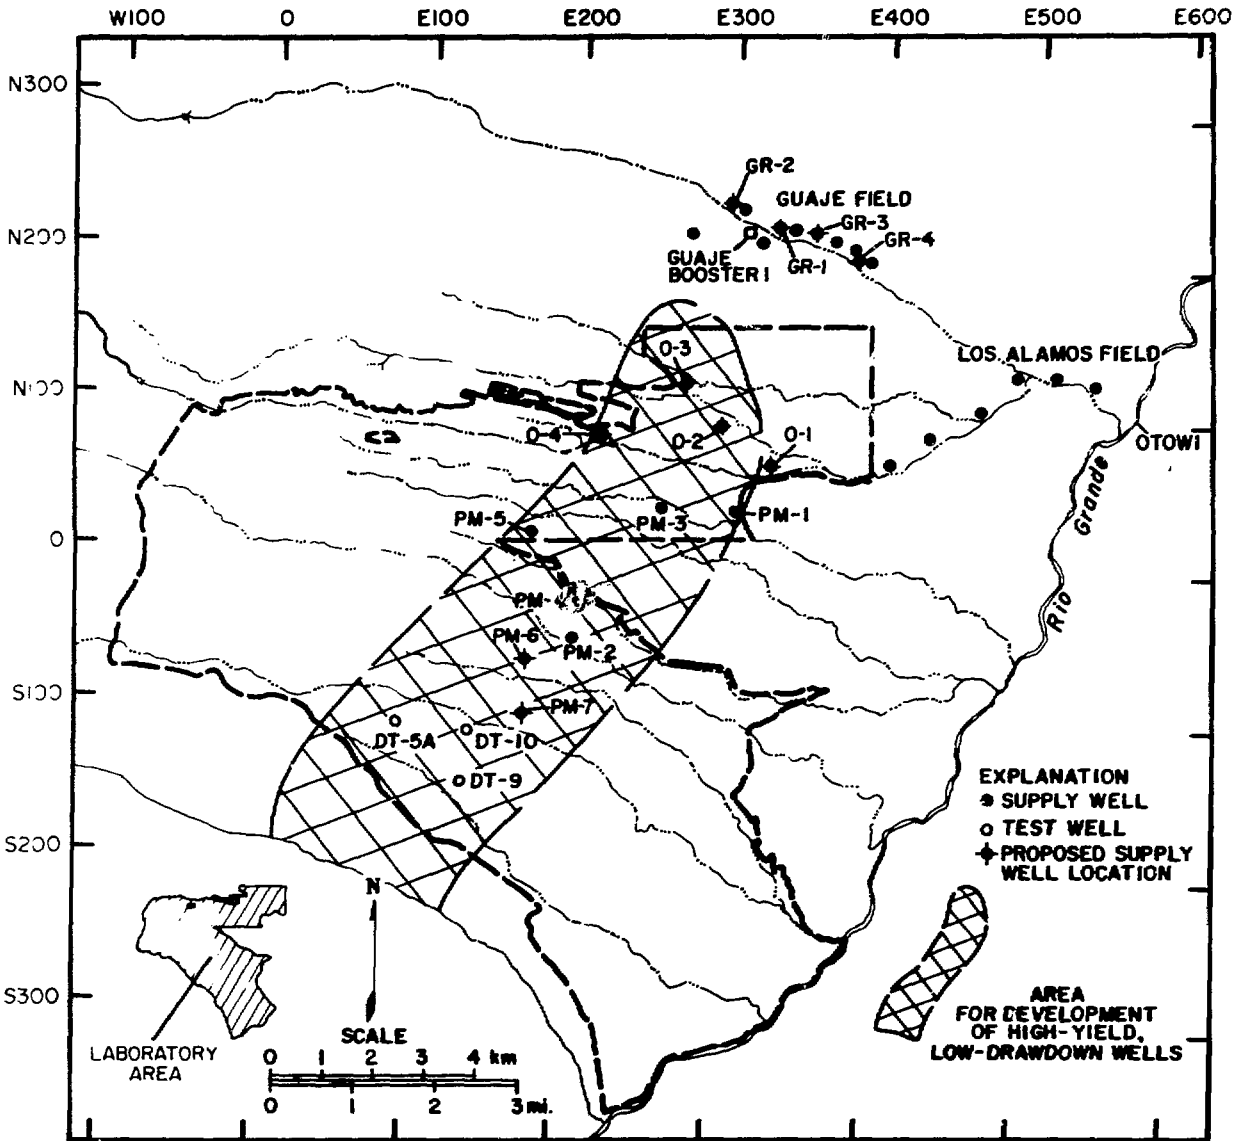 W100 0 E100 E200 E300 E400 E500 E600
N300
GR-2
GUAJE FIELD
GR-3
N200
GR-4
GUAJE
BOOSTER 1
GR-1
O-3
LOS ALAMOS FIELD
N100
O-4
O-2
O-1
OTOWI
PM-5
PM-3
PM-1
0
Rio Grande
PM-
PM-6
PM-2
S100
PM-7
DT-5A
DT-10
DT-9
EXPLANATION
SUPPLY WELL
TEST WELL
PROPOSED SUPPLY
WELL LOCATION
S200
N
S300
AREA
FOR DEVELOPMENT
OF HIGH-YIELD,
LOW-DRAWDOWN WELLS
LABORATORY
AREA
SCALE
0 1 2 3 4 km
0 1 2 3 mi.